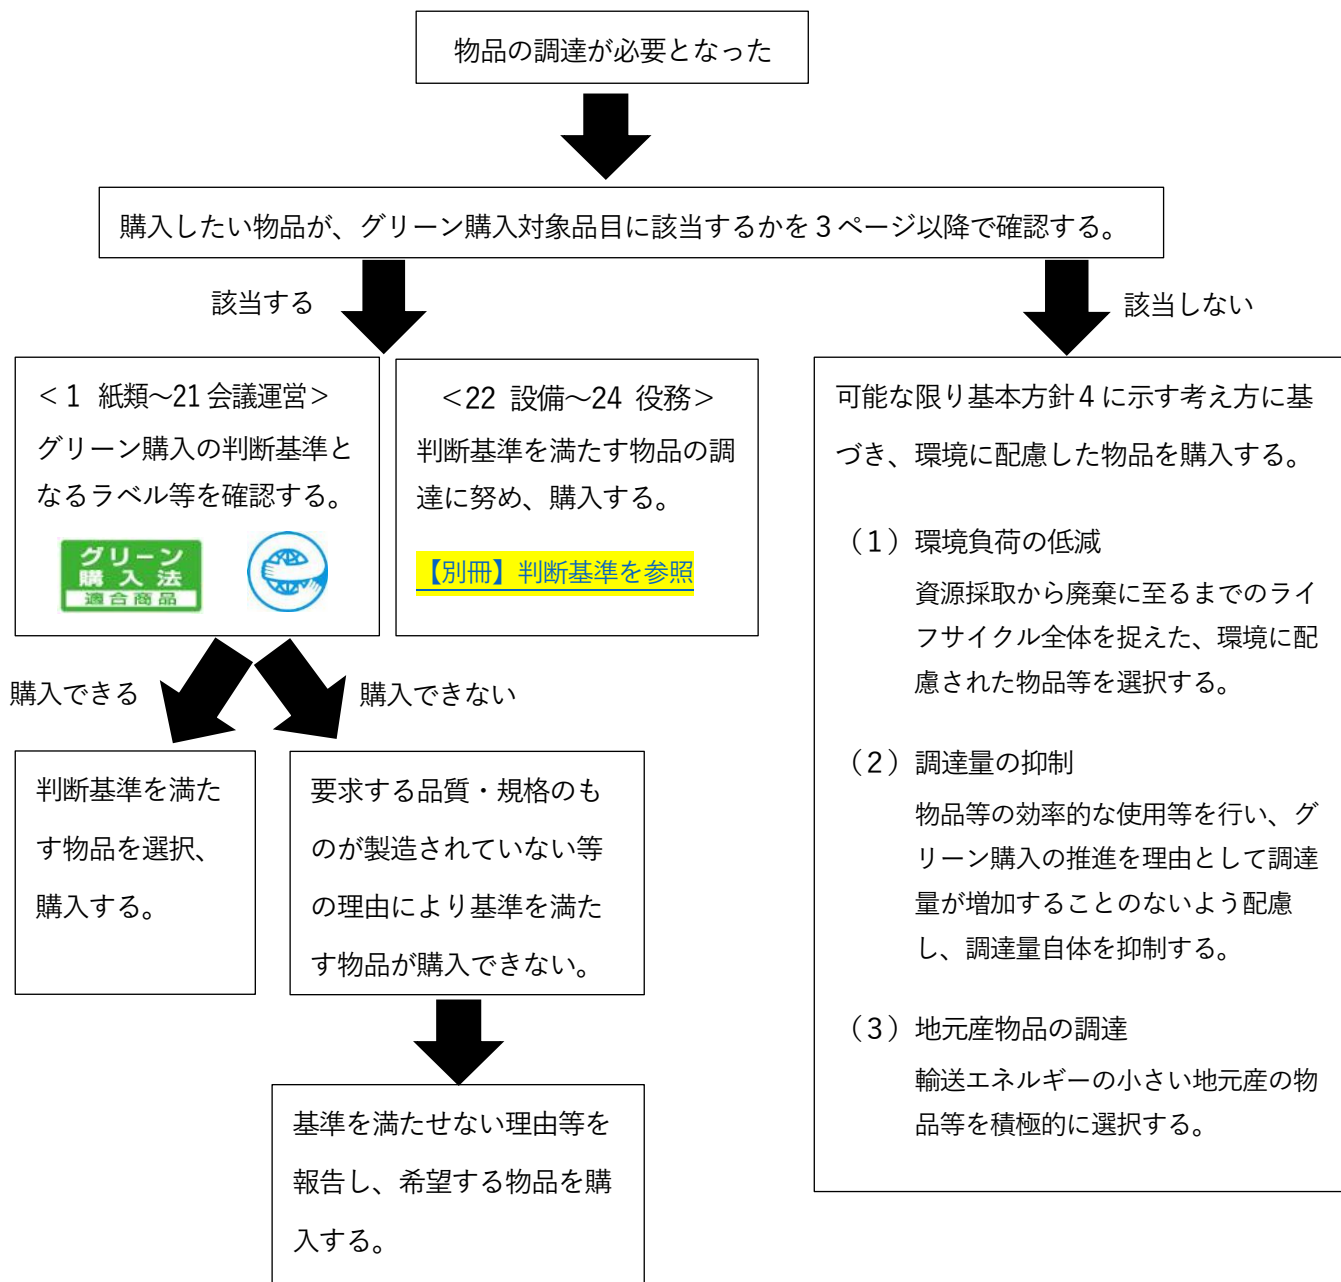 物品の調達が必要となった
購入したい物品が、グリーン購入対象品目に該当するかを３ページ以降で確認する。
該当する
該当しない
＜１ 紙類～21 会議運営＞
グリーン購入の判断基準と
なるラベル等を確認する。
グリーン
購入法
適合商品
＜22 設備～24 役務＞
判断基準を満たす物品の調
達に努め、購入する。
【別冊】判断基準を参照
可能な限り基本方針４に示す考え方に基
づき、環境に配慮した物品を購入する。
（１）環境負荷の低減
資源採取から廃棄に至るまでのライ
フサイクル全体を捉えた、環境に配
慮された物品等を選択する。
（２）調達量の抑制
物品等の効率的な使用等を行い、グ
リーン購入の推進を理由として調達
量が増加することのないよう配慮
し、調達量自体を抑制する。
（３）地元産物品の調達
輸送エネルギーの小さい地元産の物
品等を積極的に選択する。
購入できる
購入できない
判断基準を満た
す物品を選択、
購入する。
要求する品質・規格のも
のが製造されていない等
の理由により基準を満た
す物品が購入できない。
基準を満たせない理由等を
報告し、希望する物品を購
入する。